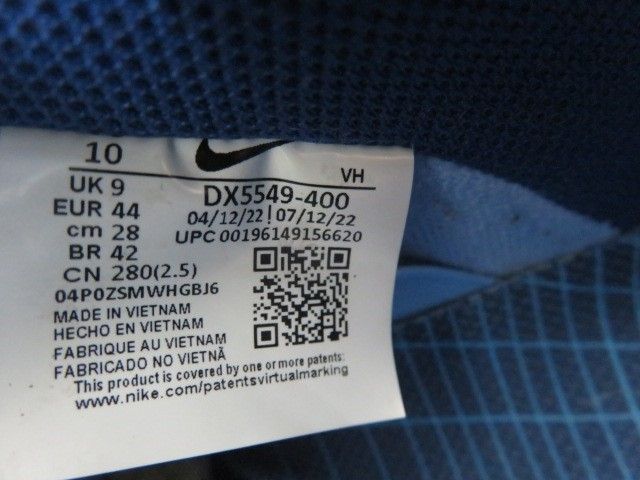 10
VH
UK 9
EUR 44
cm 28
BR 42
CN 280(2.5)
04P0ZSMWHGBJ6
DX5549-400
04/12/22 | 07/12/22
UPC 00196149156620
MADE IN VIETNAM
HECHO EN VIETNAM
FABRIQUE AU VIETNAM
FABRICADO NO VIETNÃ
This product is covered by one or more patents:
www.nike.com/patentsvirtualmarking